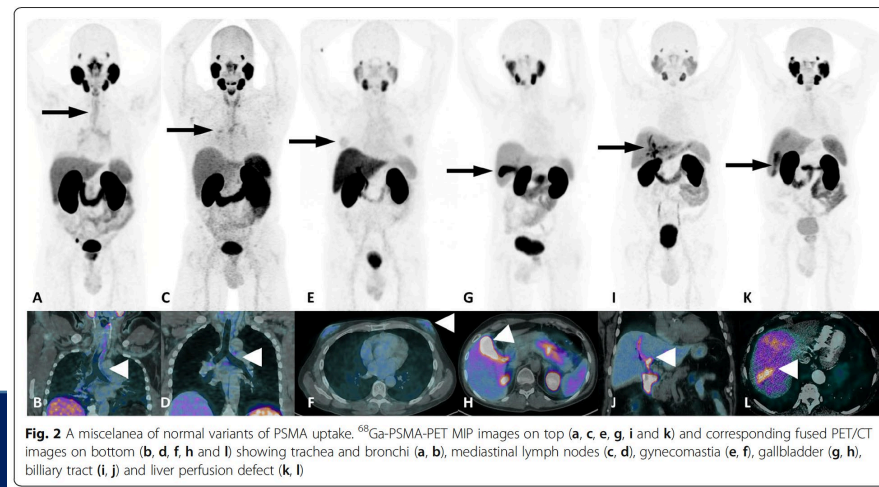 A C E G I K
B D F H J L
Fig. 2 A miscelanea of normal variants of PSMA uptake. ⁶⁸Ga-PSMA-PET MIP images on top (a, c, e, g, i and k) and corresponding fused PET/CT
images on bottom (b, d, f, h and l) showing trachea and bronchi (a, b), mediastinal lymph nodes (c, d), gynecomastia (e, f), gallbladder (g, h),
billiary tract (i, j) and liver perfusion defect (k, l)